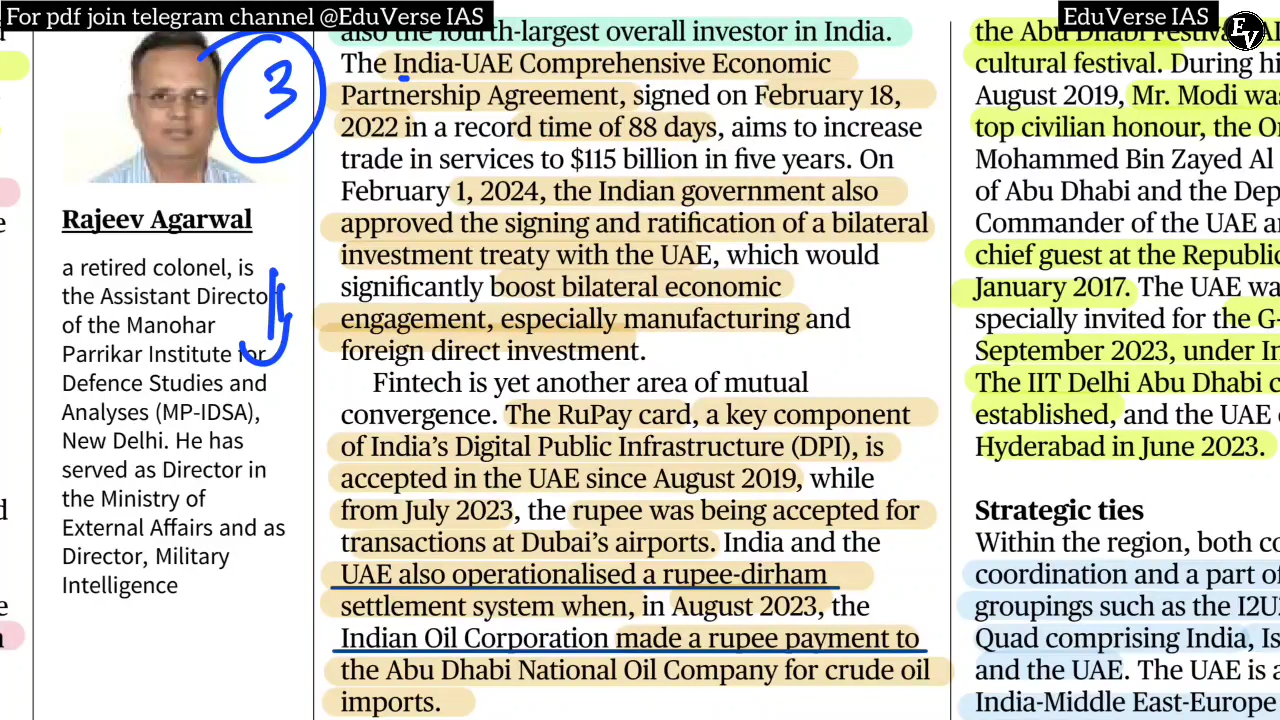 For pdf join telegram channel @EduVerse IAS
EduVerse IAS
EV
3
Rajeev Agarwal
a retired colonel, is
the Assistant Directo
of the Manohar
Parrikar Institute for
Defence Studies and
Analyses (MP-IDSA),
New Delhi. He has
served as Director in
the Ministry of
External Affairs and as
Director, Military
Intelligence
also the fourth-largest overall investor in India.
The India-UAE Comprehensive Economic
Partnership Agreement, signed on February 18,
2022 in a record time of 88 days, aims to increase
trade in services to $115 billion in five years. On
February 1, 2024, the Indian government also
approved the signing and ratification of a bilateral
investment treaty with the UAE, which would
significantly boost bilateral economic
engagement, especially manufacturing and
foreign direct investment.
Fintech is yet another area of mutual
convergence. The RuPay card, a key component
of India’s Digital Public Infrastructure (DPI), is
accepted in the UAE since August 2019, while
from July 2023, the rupee was being accepted for
transactions at Dubai’s airports. India and the
UAE also operationalised a rupee-dirham
settlement system when, in August 2023, the
Indian Oil Corporation made a rupee payment to
the Abu Dhabi National Oil Company for crude oil
imports.
the Abu Dhabi Festival
cultural festival. During hi
August 2019, Mr. Modi was
top civilian honour, the O
Mohammed Bin Zayed Al
of Abu Dhabi and the Dep
Commander of the UAE a
chief guest at the Republi
January 2017. The UAE wa
specially invited for the G-
September 2023, under In
The IIT Delhi Abu Dhabi c
established, and the UAE
Hyderabad in June 2023.
Strategic ties
Within the region, both co
coordination and a part of
groupings such as the I2U
Quad comprising India, Is
and the UAE. The UAE is a
India-Middle East-Europe